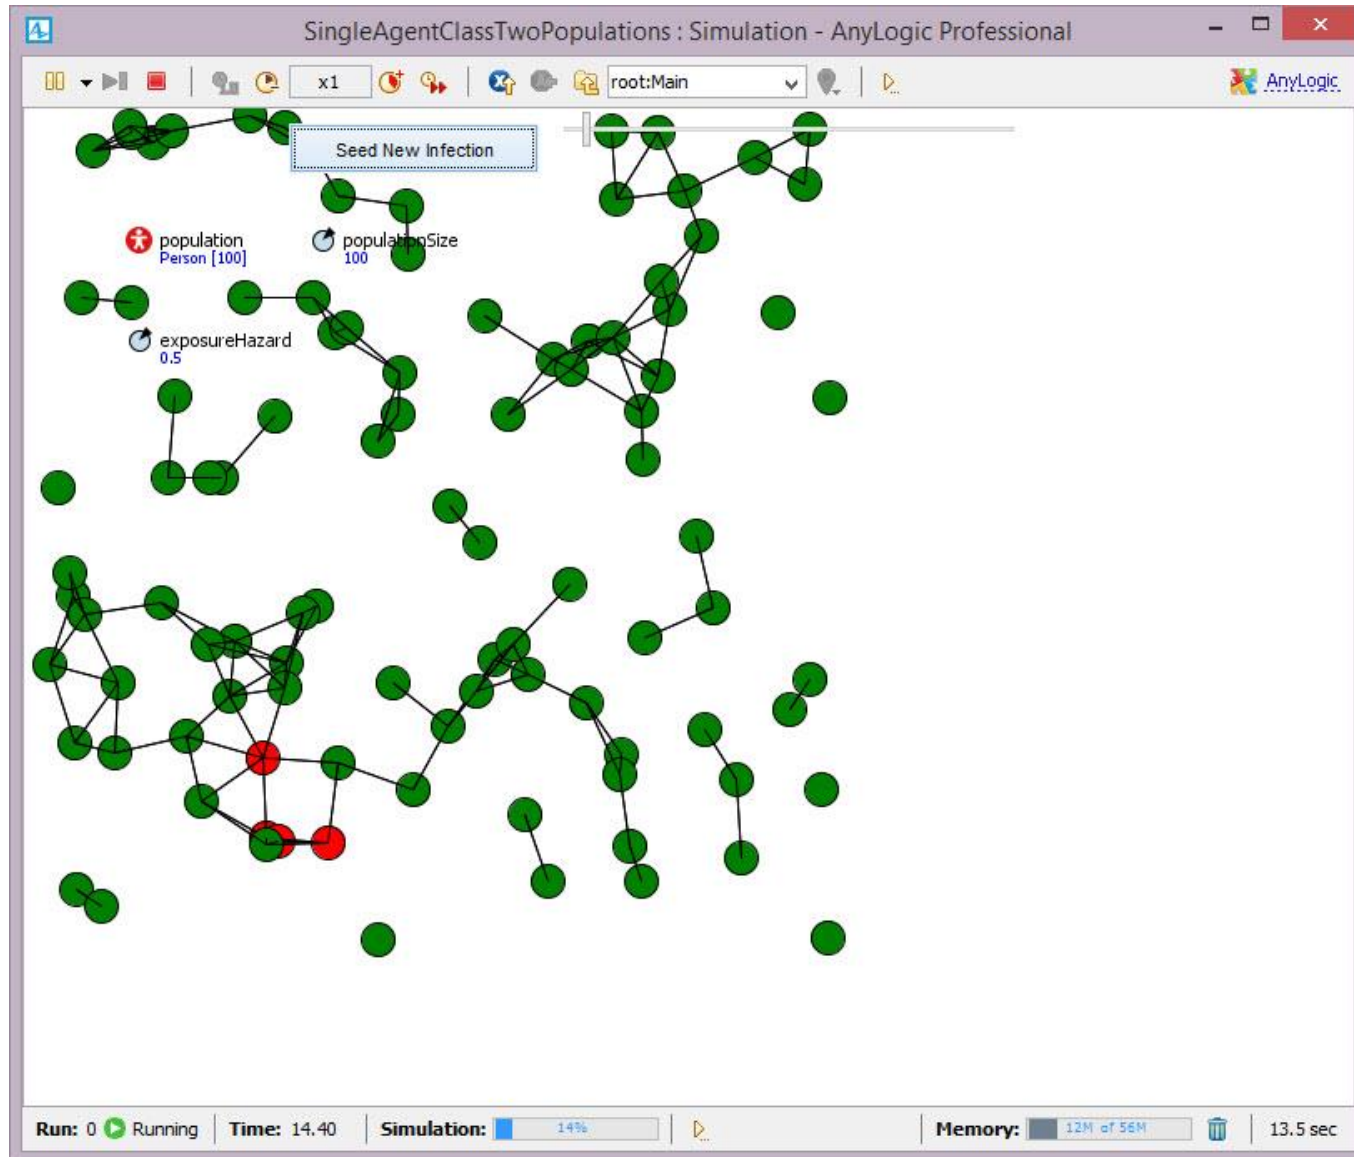 SingleAgentClassTwoPopulations : Simulation - AnyLogic Professional
x1
root:Main
AnyLogic
Seed New Infection
population
Person [100]
populationSize
100
exposureHazard
0.5
Run: 0 Running Time: 14.40 Simulation: 14% Memory: 12M of 56M 13.5 sec